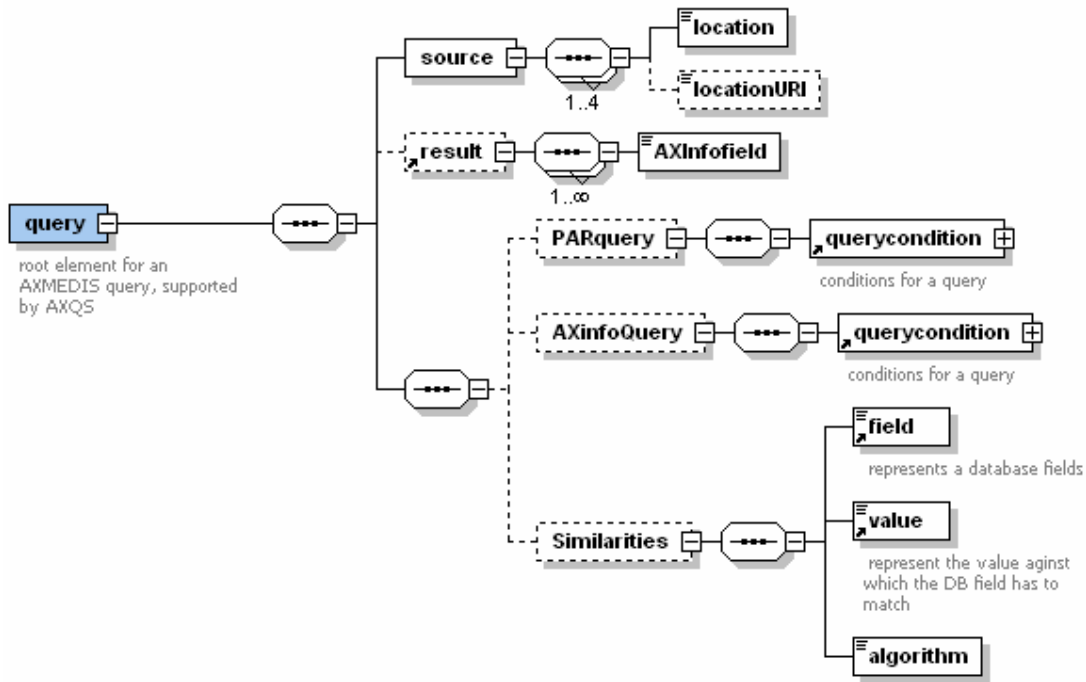 location
source
1..4
locationURI
result
AXInfofield
1..∞
query
root element for an
AXMEDIS query, supported
by AXQS
PARquery
querycondition
conditions for a query
AXinfoQuery
querycondition
conditions for a query
field
represents a database fields
value
represent the value aginst
which the DB field has to
match
Similarities
algorithm